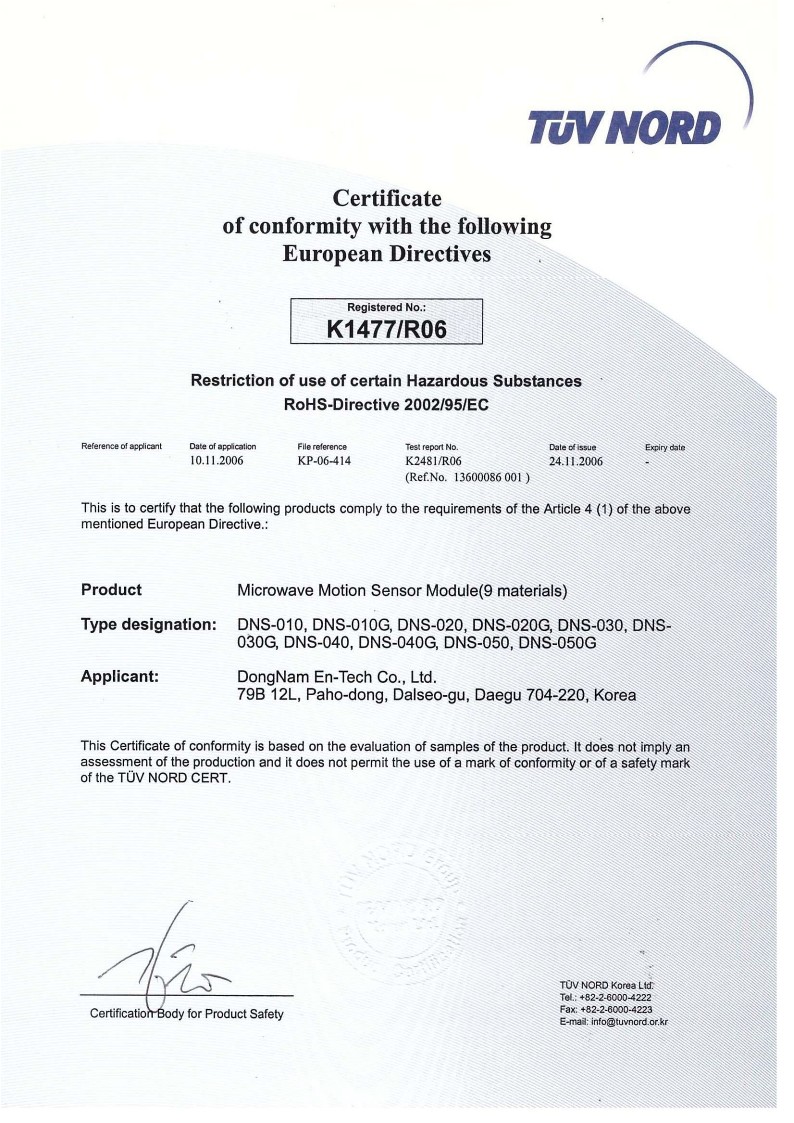 TÜV NORD
Certificate
of conformity with the following
European Directives
Registered No.:
K1477/R06
Restriction of use of certain Hazardous Substances
RoHS-Directive 2002/95/EC
Reference of applicant Date of application File reference Test report No. Date of issue Expiry date
10.11.2006 KP-06-414 K2481/R06 24.11.2006 -
(Ref.No. 13600086 001 )
This is to certify that the following products comply to the requirements of the Article 4 (1) of the above
mentioned European Directive.:
Product Microwave Motion Sensor Module(9 materials)
Type designation: DNS-010, DNS-010G, DNS-020, DNS-020G, DNS-030, DNS-
030G, DNS-040, DNS-040G, DNS-050, DNS-050G
Applicant: DongNam En-Tech Co., Ltd.
79B 12L, Paho-dong, Dalseo-gu, Daegu 704-220, Korea
This Certificate of conformity is based on the evaluation of samples of the product. It does not imply an
assessment of the production and it does not permit the use of a mark of conformity or of a safety mark
of the TÜV NORD CERT.
TÜV NORD Group
Product Certification
Certification Body for Product Safety
TÜV NORD Korea Ltd.
Tel.: +82-2-6000-4222
Fax: +82-2-6000-4223
E-mail: info@tuvnord.or.kr